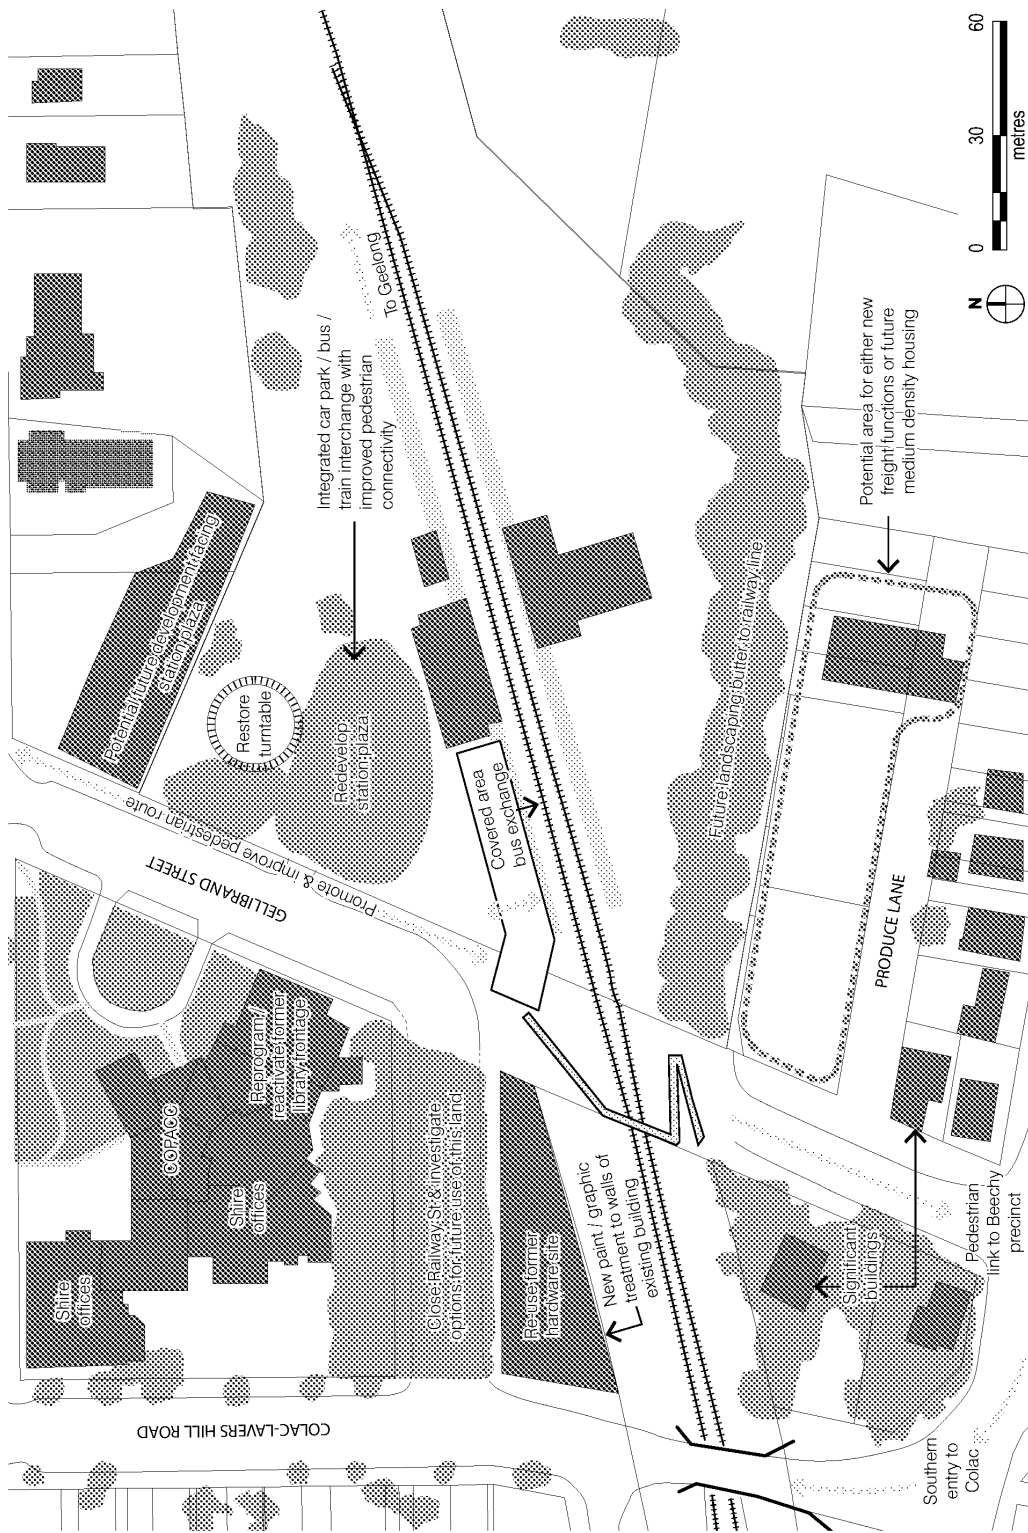 Shire
offices
COPACC
Shire
offices
Reprogram /
reactivate former
library frontage
Close Railway St & investigate
options for future use of this land
Re-use former
hardware site
COLAC-LAVERS HILL ROAD
GELLIBRAND STREET
Promote & improve pedestrian route
Potential future development facing
station plaza
Restore
turntable
Redevelop
station plaza
Integrated car park / bus /
train interchange with
improved pedestrian
connectivity
To Geelong
Covered area
bus exchange
New paint / graphic
treatment to walls of
existing building
Future landscaping buffer to railway line
Potential area for either new
freight functions or future
medium density housing
PRODUCE LANE
Significant
buildings
Pedestrian
link to Beechy
precinct
Southern
entry to
Colac
N
0 30 60
metres